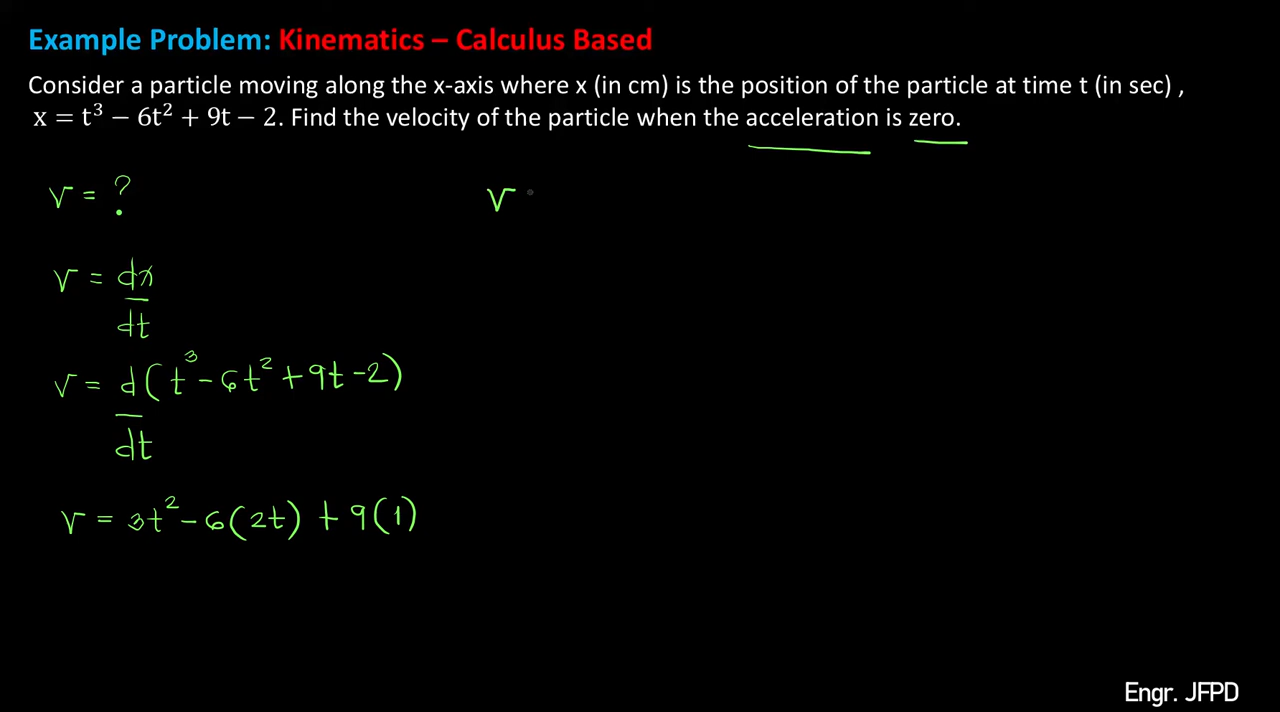 Example Problem: Kinematics – Calculus Based
Consider a particle moving along the x-axis where x (in cm) is the position of the particle at time t (in sec) ,
x = t³ − 6t² + 9t − 2. Find the velocity of the particle when the acceleration is zero.
v = ?
v
v = dx
dt
v = d(t³ - 6t² + 9t - 2)
dt
v = 3t² - 6(2t) + 9(1)
Engr. JFPD